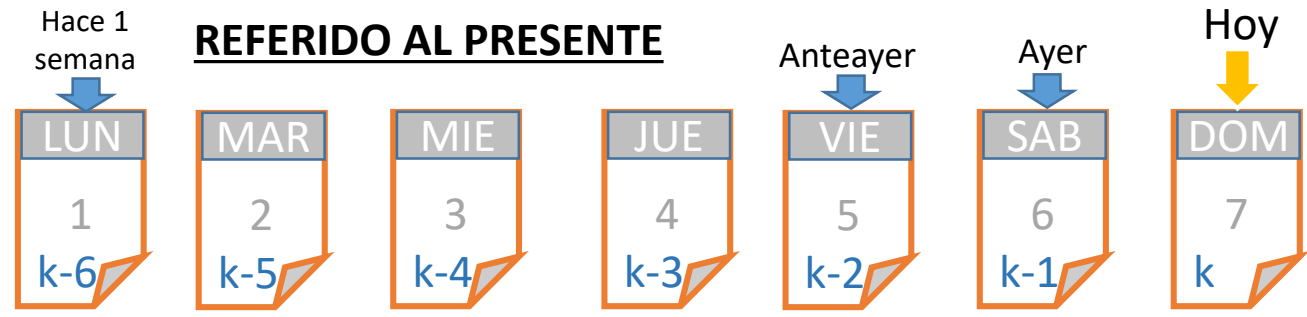 Hace 1
semana
REFERIDO AL PRESENTE
Anteayer
Ayer
Hoy
LUN MAR MIE JUE VIE SAB DOM
1 2 3 4 5 6 7
k-6 k-5 k-4 k-3 k-2 k-1 k